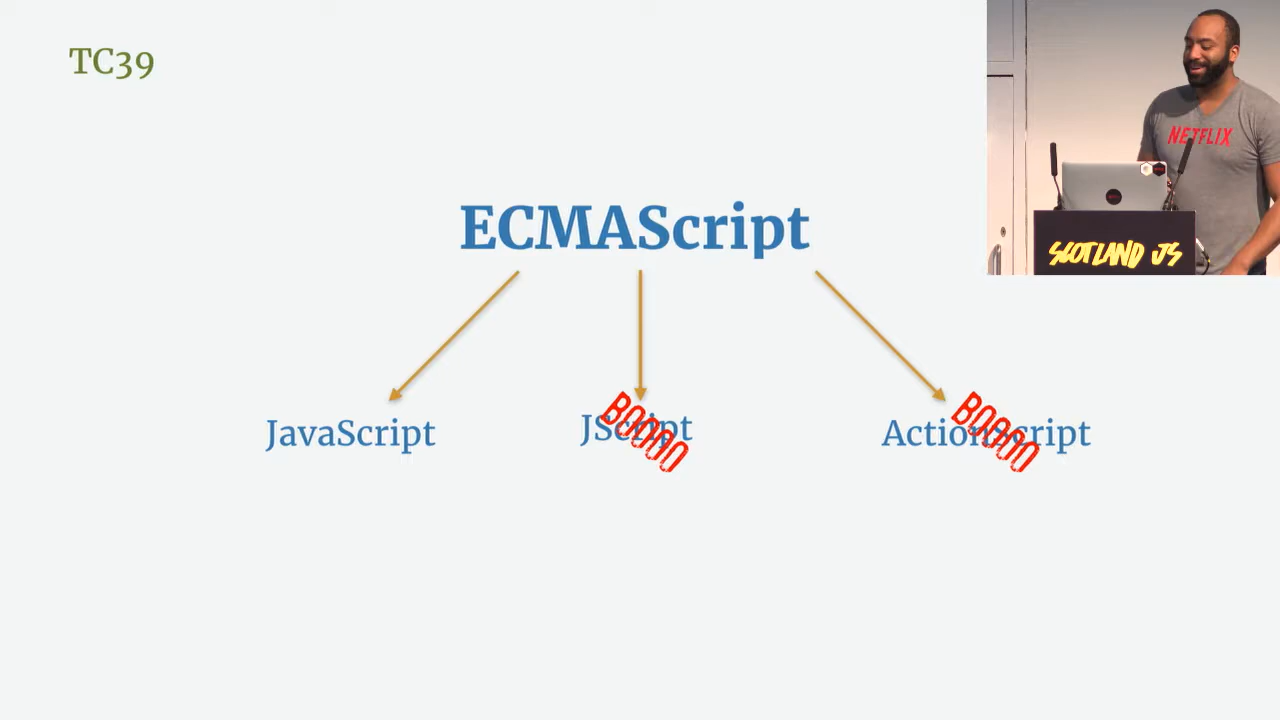 TC39
NETFLIX
SCOTLAND JS
ECMAScript
JavaScript
JScript
BOOOO
ActionScript
BOOOO